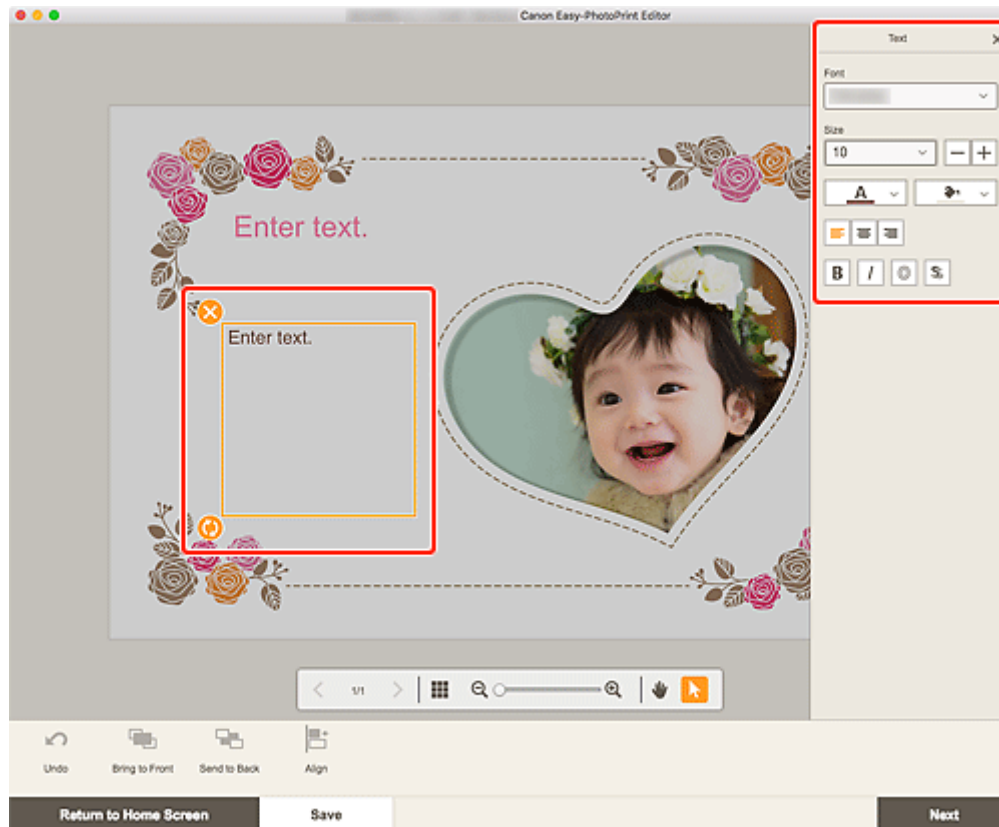 Canon Easy-PhotoPrint Editor
Text
Font
Size
10
A
B I O S
Enter text.
Enter text.
1/1
Undo Bring to Front Send to Back Align
Return to Home Screen Save Next